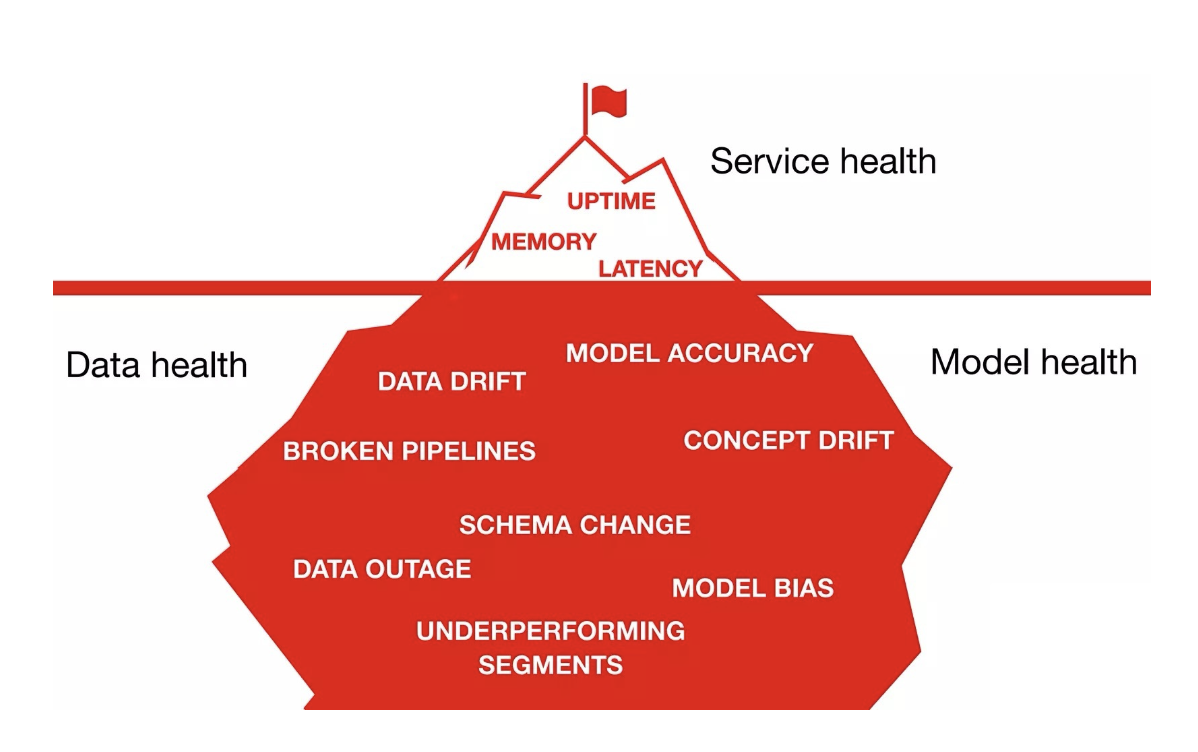 Service health
UPTIME
MEMORY
LATENCY
Data health
MODEL ACCURACY
Model health
DATA DRIFT
CONCEPT DRIFT
BROKEN PIPELINES
SCHEMA CHANGE
DATA OUTAGE
MODEL BIAS
UNDERPERFORMING
SEGMENTS